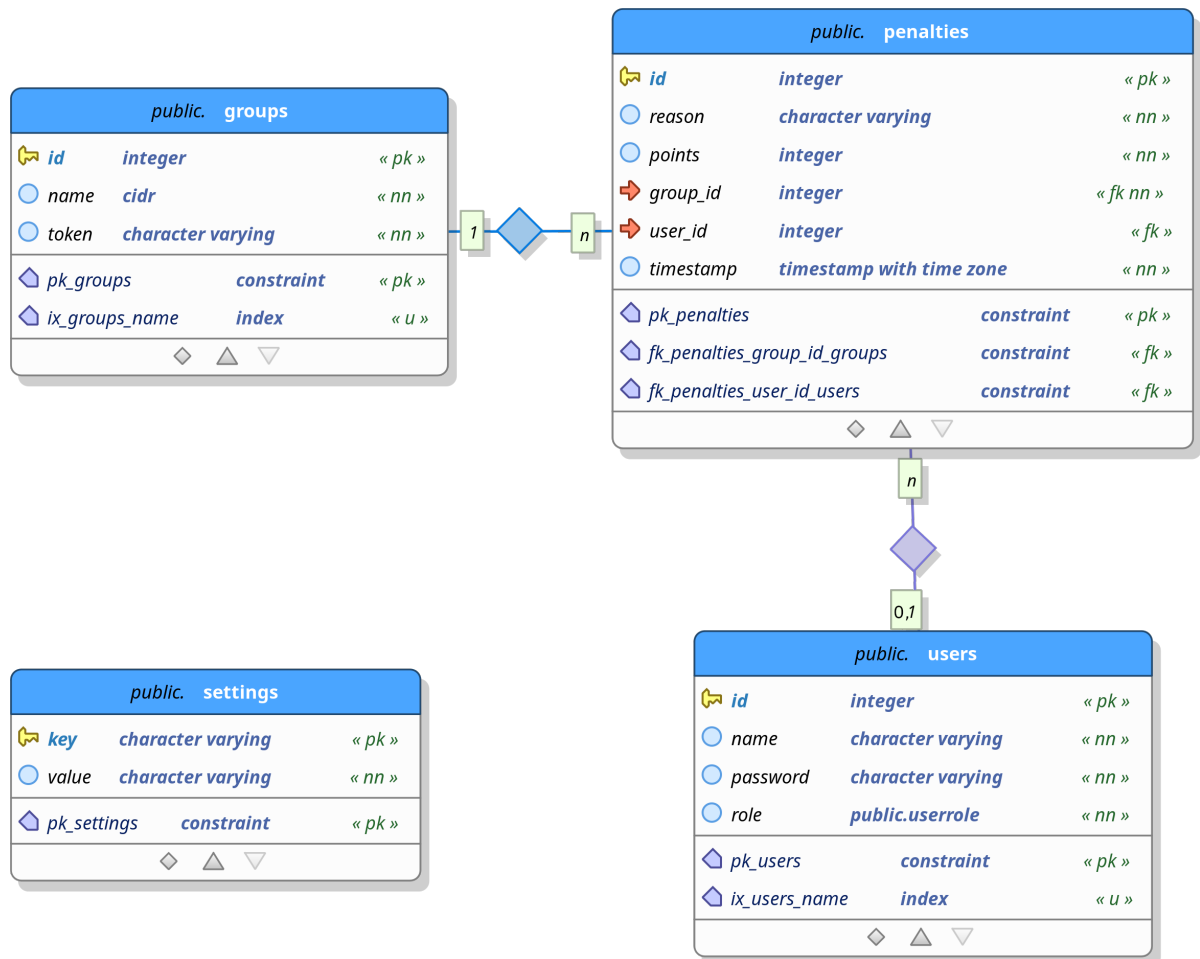 public. penalties
id integer « pk »
reason character varying « nn »
points integer « nn »
group_id integer « fk nn »
user_id integer « fk »
timestamp timestamp with time zone « nn »
pk_penalties constraint « pk »
fk_penalties_group_id_groups constraint « fk »
fk_penalties_user_id_users constraint « fk »
public. groups
id integer « pk »
name cidr « nn »
token character varying « nn »
pk_groups constraint « pk »
ix_groups_name index « u »
1
n
n
0,1
public. settings
key character varying « pk »
value character varying « nn »
pk_settings constraint « pk »
public. users
id integer « pk »
name character varying « nn »
password character varying « nn »
role public.userrole « nn »
pk_users constraint « pk »
ix_users_name index « u »